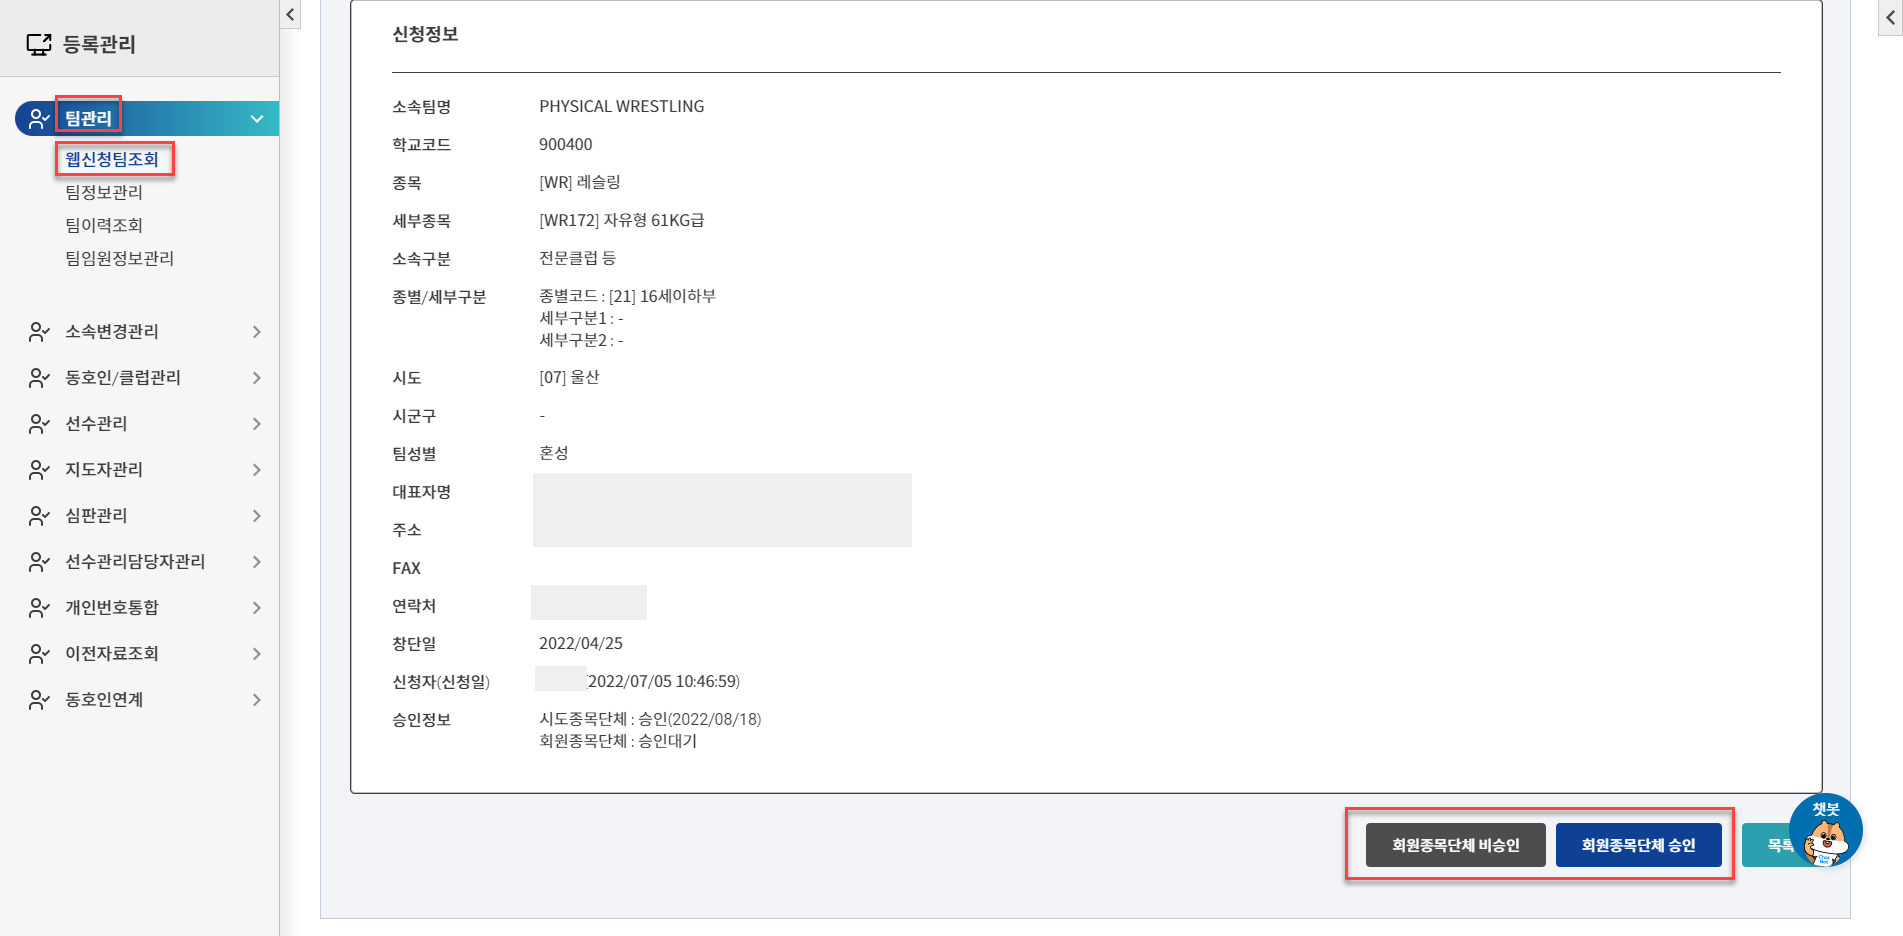 등록관리
팀관리
웹신청팀조회
팀정보관리
팀이력조회
팀임원정보관리
소속변경관리
동호인/클럽관리
선수관리
지도자관리
심판관리
선수관리담당자관리
개인번호통합
이전자료조회
동호인연계
신청정보
소속팀명 PHYSICAL WRESTLING
학교코드 900400
종목 [WR] 레슬링
세부종목 [WR172] 자유형 61KG급
소속구분 전문클럽 등
종별/세부구분 종별코드 : [21] 16세이하부
세부구분1 : -
세부구분2 : -
시도 [07] 울산
시군구 -
팀성별 혼성
대표자명
주소
FAX
연락처
창단일 2022/04/25
신청자(신청일) 2022/07/05 10:46:59)
승인정보 시도종목단체 : 승인(2022/08/18)
회원종목단체 : 승인대기
회원종목단체 비승인 회원종목단체 승인 목록
챗봇
Chat
Bot